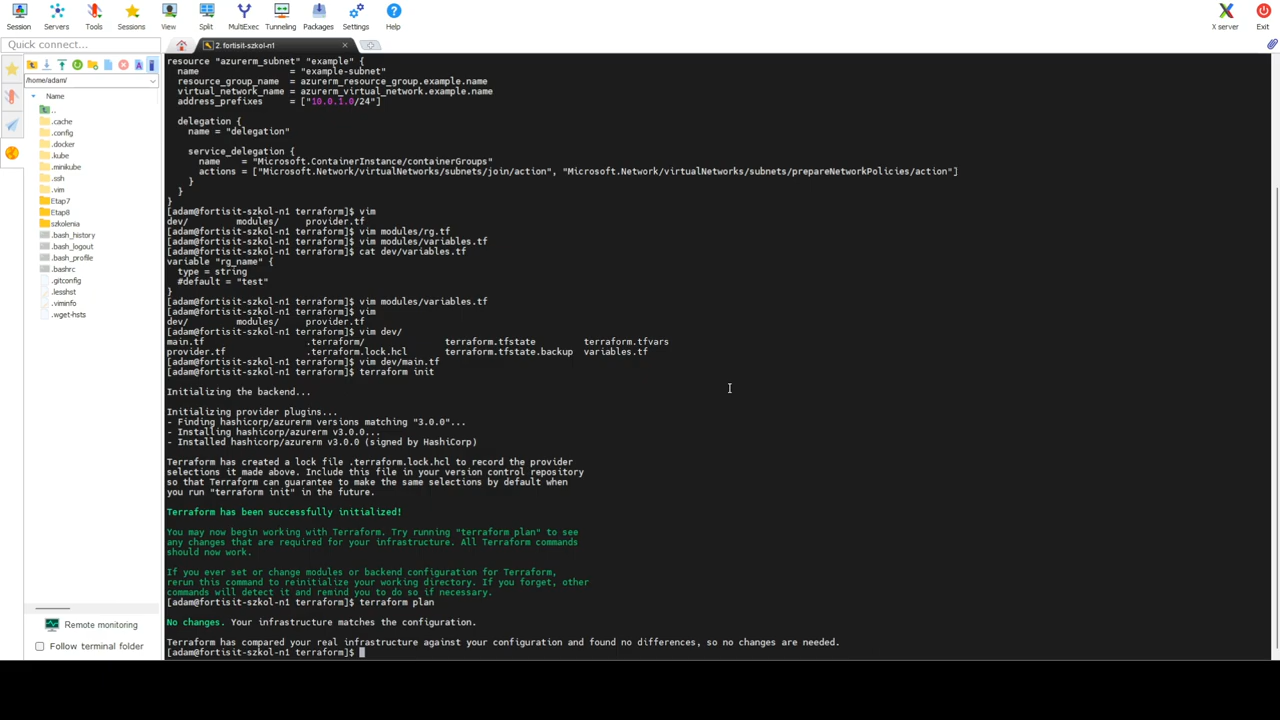 Session Servers Tools Sessions View Split MultiExec Tunneling Packages Settings Help X server Exit
Quick connect...
2. fortisit-szkol-n1
/home/adam/
Name
..
.cache
.config
.docker
.kube
.minikube
.ssh
.vim
Etap7
Etap8
szkolenia
.bash_history
.bash_logout
.bash_profile
.bashrc
.gitconfig
.lesshst
.viminfo
.wget-hsts
Remote monitoring
Follow terminal folder
resource "azurerm_subnet" "example" {
name = "example-subnet"
resource_group_name = azurerm_resource_group.example.name
virtual_network_name = azurerm_virtual_network.example.name
address_prefixes = ["10.0.1.0/24"]
delegation {
name = "delegation"
service_delegation {
name = "Microsoft.ContainerInstance/containerGroups"
actions = ["Microsoft.Network/virtualNetworks/subnets/join/action", "Microsoft.Network/virtualNetworks/subnets/prepareNetworkPolicies/action"]
}
}
}
[adam@fortisit-szkol-n1 terraform]$ vim
dev/ modules/ provider.tf
[adam@fortisit-szkol-n1 terraform]$ vim modules/rg.tf
[adam@fortisit-szkol-n1 terraform]$ vim modules/variables.tf
[adam@fortisit-szkol-n1 terraform]$ cat dev/variables.tf
variable "rg_name" {
type = string
#default = "test"
}
[adam@fortisit-szkol-n1 terraform]$ vim modules/variables.tf
[adam@fortisit-szkol-n1 terraform]$ vim
dev/ modules/ provider.tf
[adam@fortisit-szkol-n1 terraform]$ vim dev/
main.tf .terraform/ terraform.tfstate terraform.tfvars
provider.tf .terraform.lock.hcl terraform.tfstate.backup variables.tf
[adam@fortisit-szkol-n1 terraform]$ vim dev/main.tf
[adam@fortisit-szkol-n1 terraform]$ terraform init
Initializing the backend...
Initializing provider plugins...
- Finding hashicorp/azurerm versions matching "3.0.0"...
- Installing hashicorp/azurerm v3.0.0...
- Installed hashicorp/azurerm v3.0.0 (signed by HashiCorp)
Terraform has created a lock file .terraform.lock.hcl to record the provider
selections it made above. Include this file in your version control repository
so that Terraform can guarantee to make the same selections by default when
you run "terraform init" in the future.
Terraform has been successfully initialized!
You may now begin working with Terraform. Try running "terraform plan" to see
any changes that are required for your infrastructure. All Terraform commands
should now work.
If you ever set or change modules or backend configuration for Terraform,
rerun this command to reinitialize your working directory. If you forget, other
commands will detect it and remind you to do so if necessary.
[adam@fortisit-szkol-n1 terraform]$ terraform plan
No changes. Your infrastructure matches the configuration.
Terraform has compared your real infrastructure against your configuration and found no differences, so no changes are needed.
[adam@fortisit-szkol-n1 terraform]$